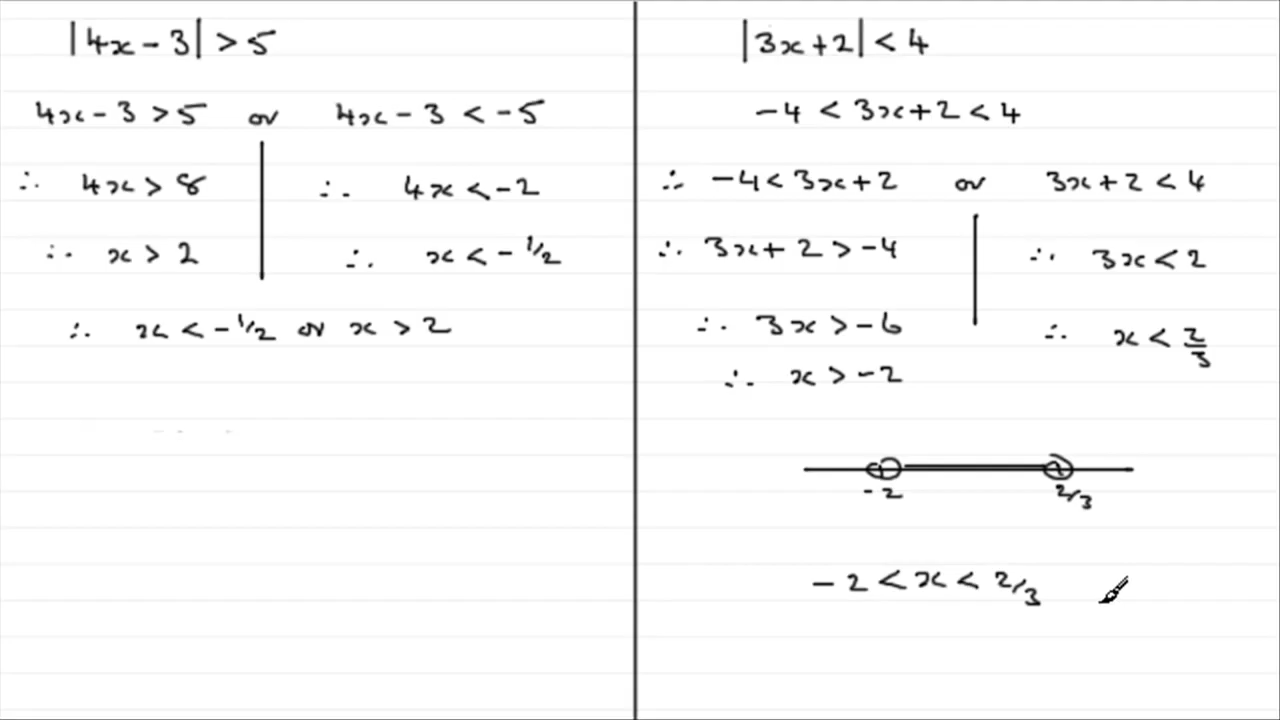 |4x - 3| > 5
4x - 3 > 5 or 4x - 3 < -5
∴ 4x > 8 ∴ 4x < -2
∴ x > 2 ∴ x < -1/2
∴ x < -1/2 or x > 2
|3x + 2| < 4
-4 < 3x + 2 < 4
∴ -4 < 3x + 2 or 3x + 2 < 4
∴ 3x + 2 > -4 ∴ 3x < 2
∴ 3x > -6 ∴ x < 2/3
∴ x > -2
-2 2/3
-2 < x < 2/3